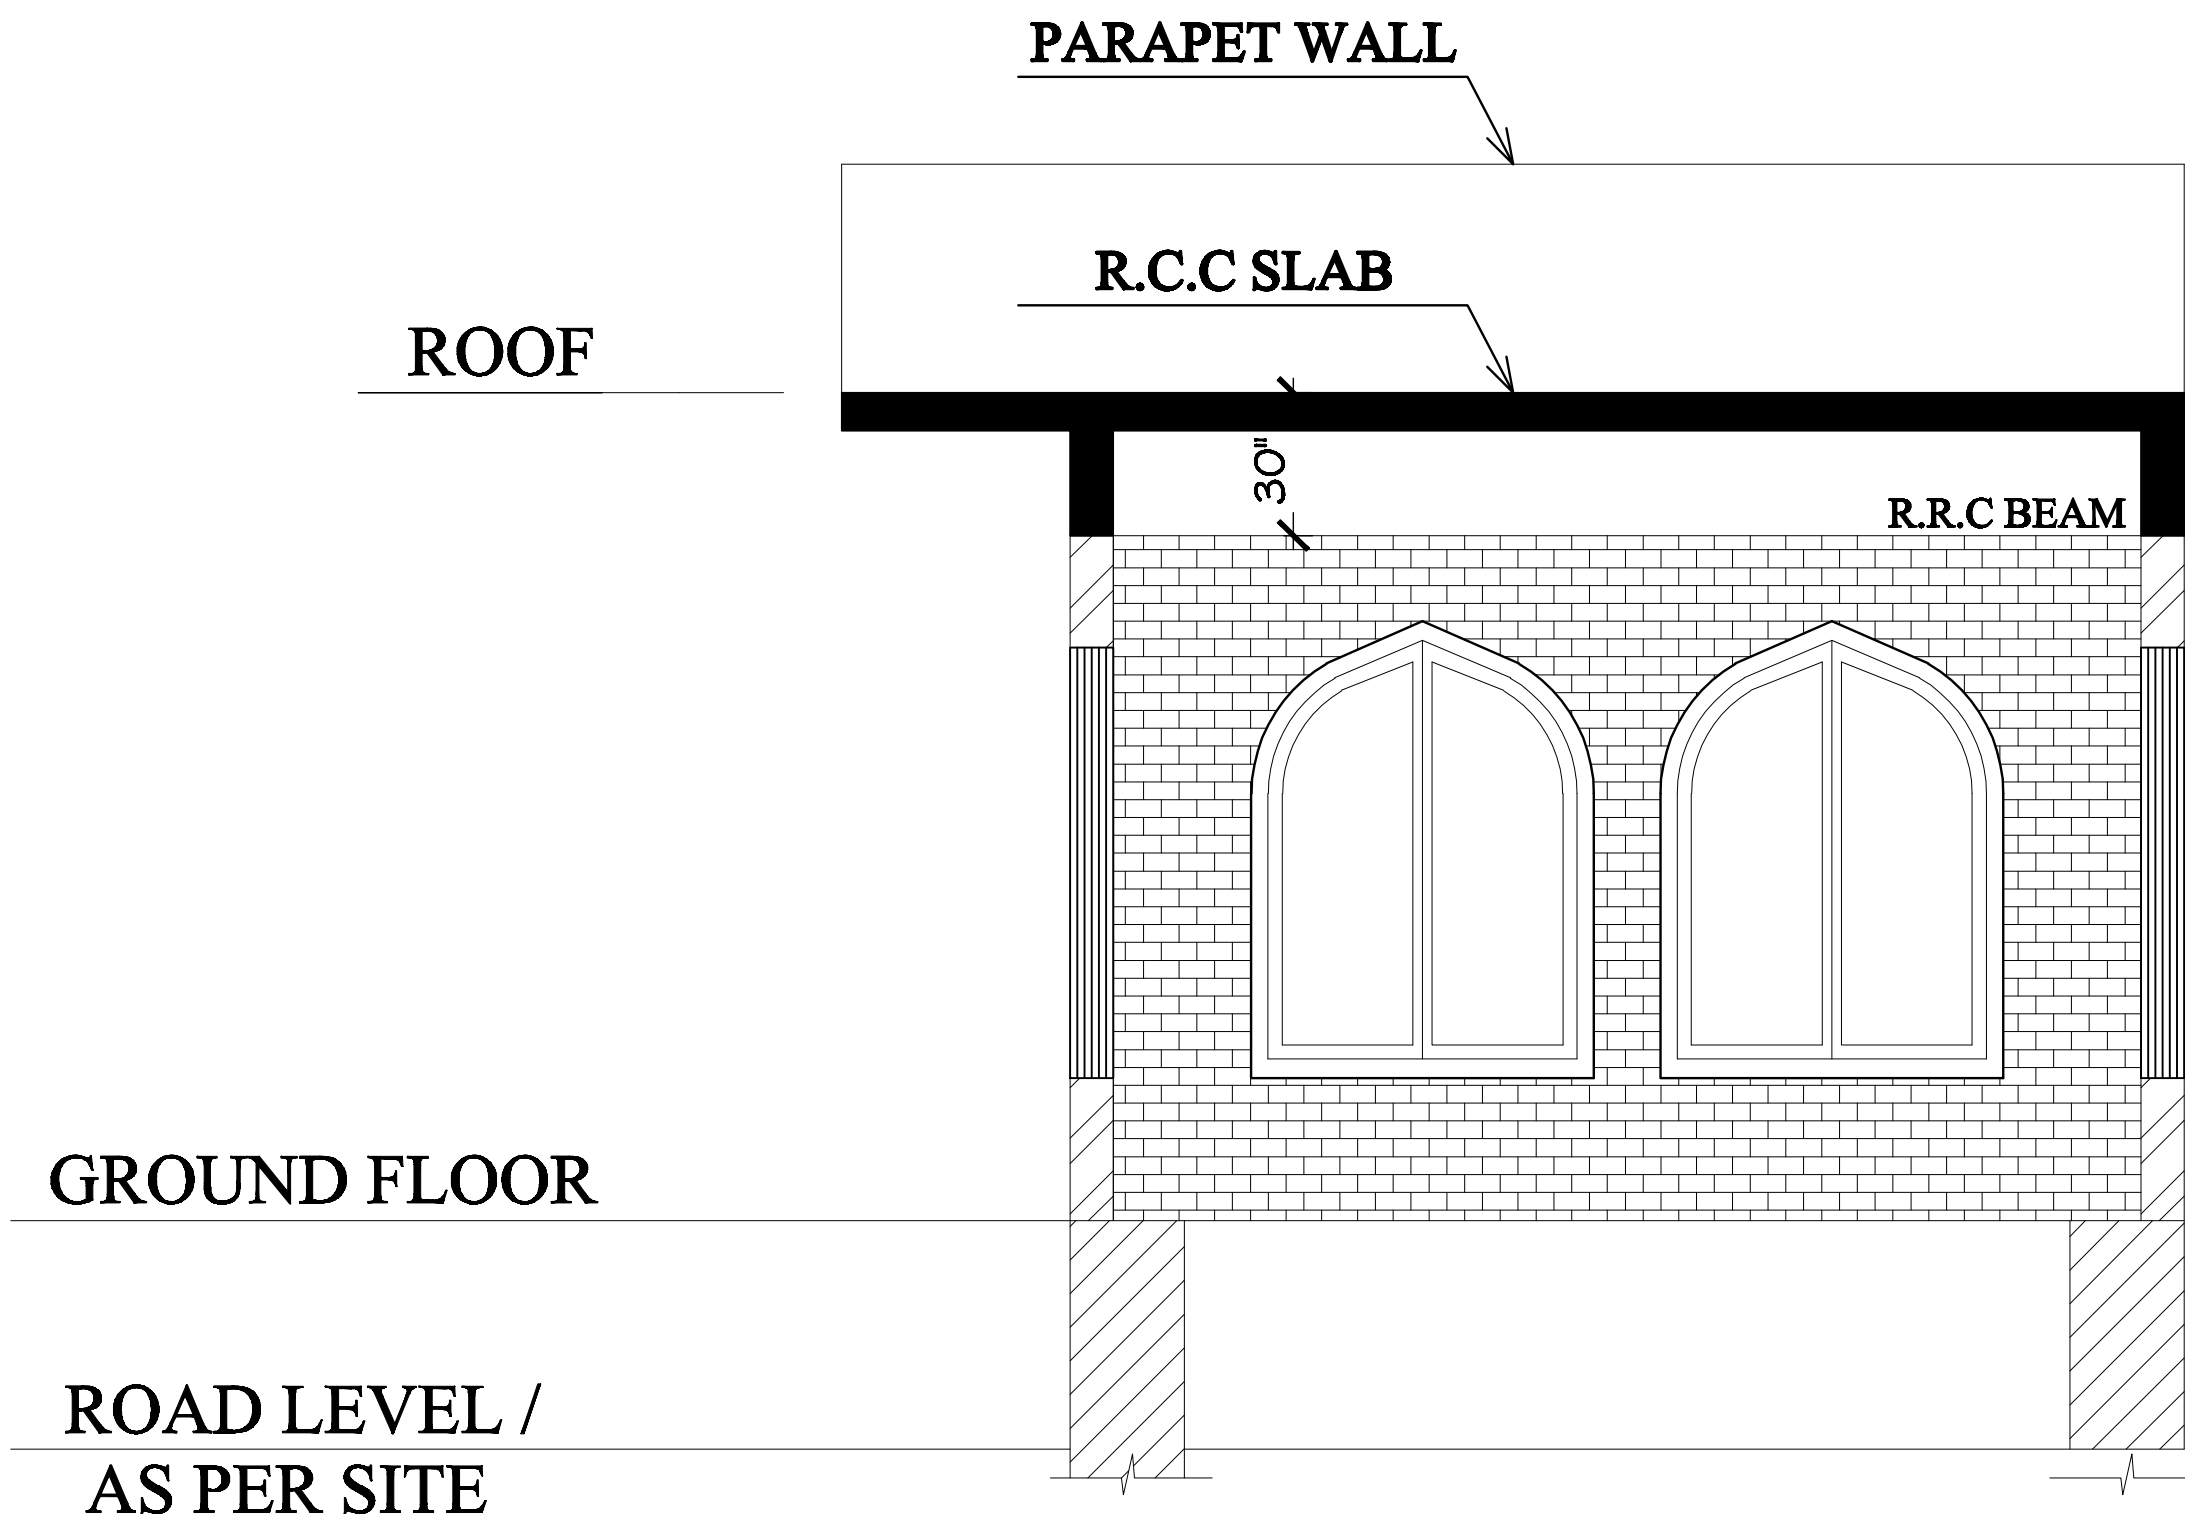 PARAPET WALL
R.C.C SLAB
ROOF
30"
R.R.C BEAM
GROUND FLOOR
ROAD LEVEL /
AS PER SITE